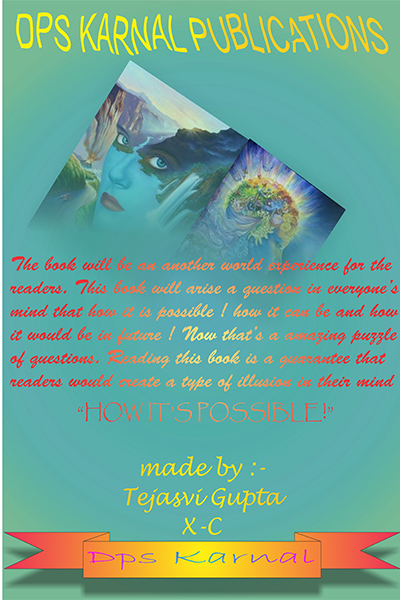 DPS KARNAL PUBLICATIONS
The book will be an another world experience for the
readers. This book will arise a question in everyone's
mind that how it is possible ! how it can be and how
it would be in future ! Now that's a amazing puzzle
of questions. Reading this book is a guarantee that
readers would create a type of illusion in their mind
"HOW IT'S POSSIBLE!"
made by :-
Tejasvi Gupta
X-C
Dps Karnal